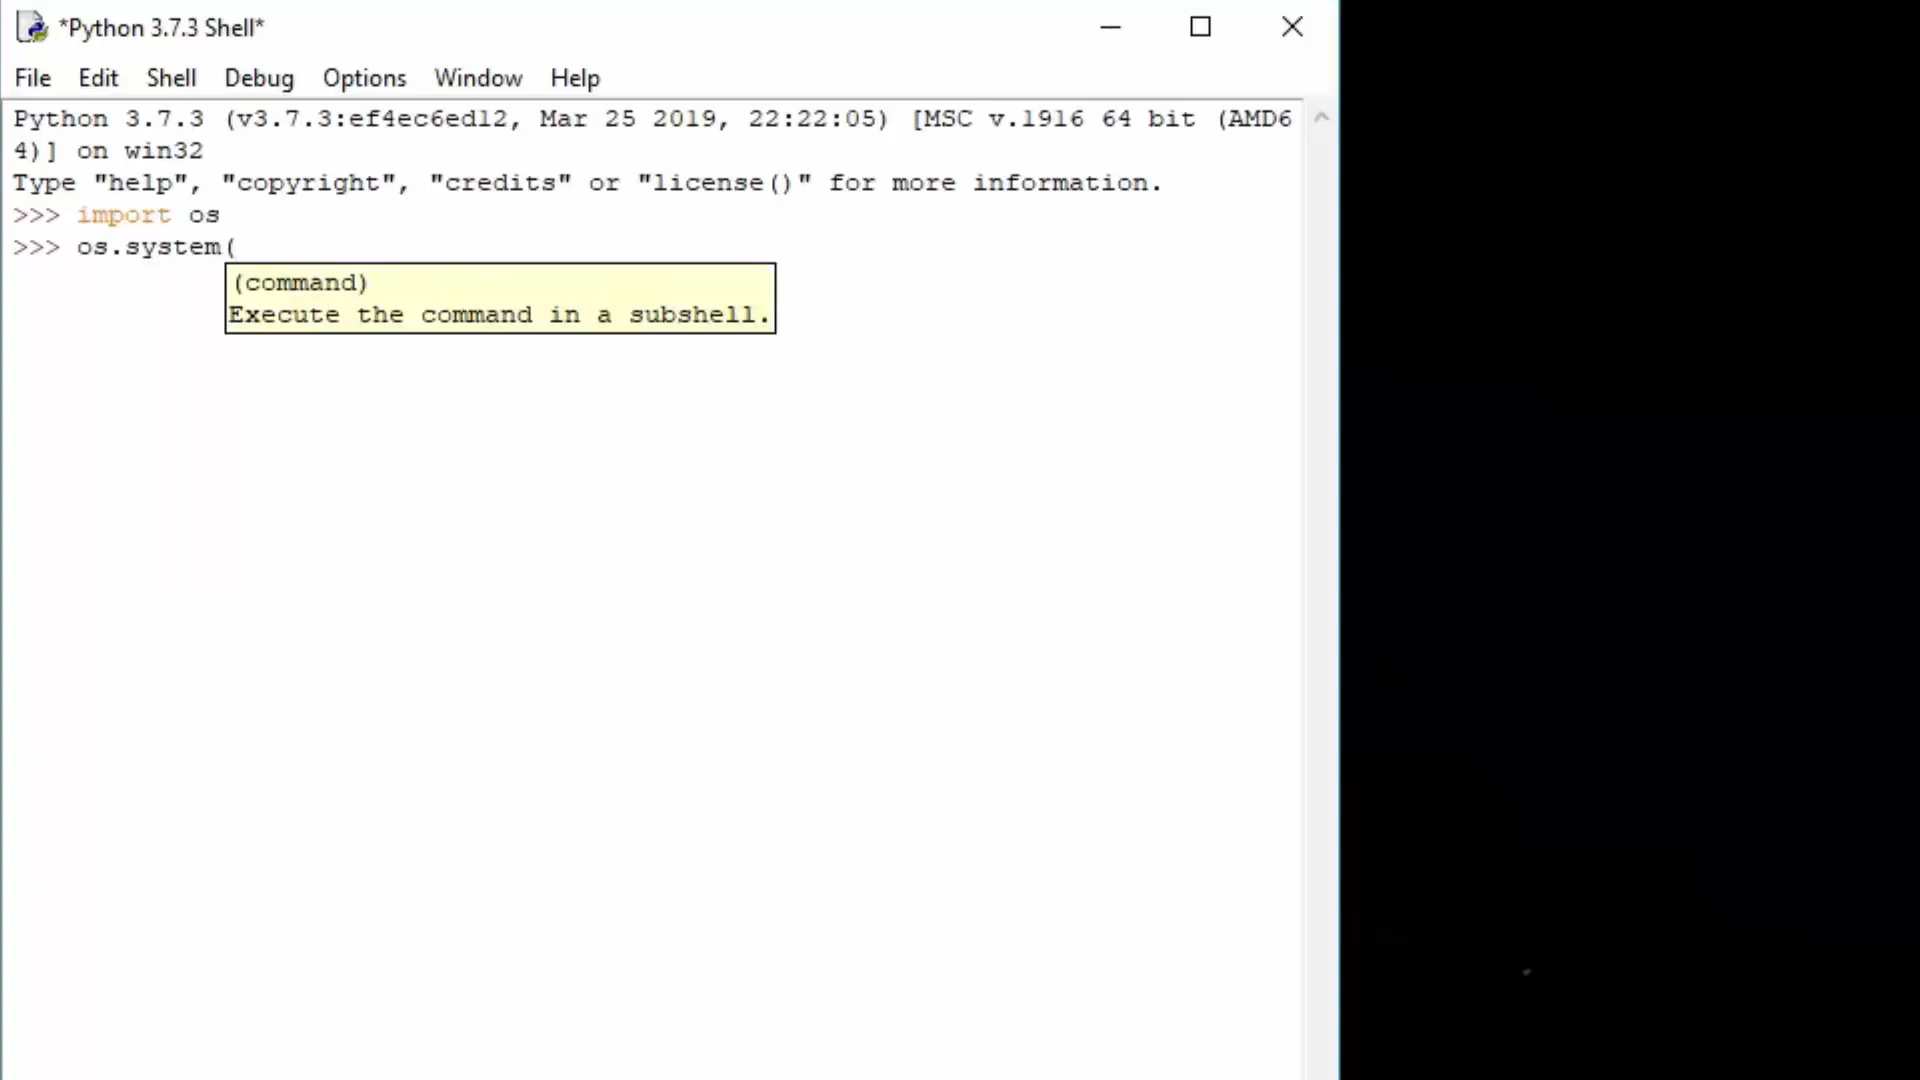 *Python 3.7.3 Shell*
File Edit Shell Debug Options Window Help
Python 3.7.3 (v3.7.3:ef4ec6ed12, Mar 25 2019, 22:22:05) [MSC v.1916 64 bit (AMD6
4)] on win32
Type "help", "copyright", "credits" or "license()" for more information.
>>> import os
>>> os.system(
(command)
Execute the command in a subshell.